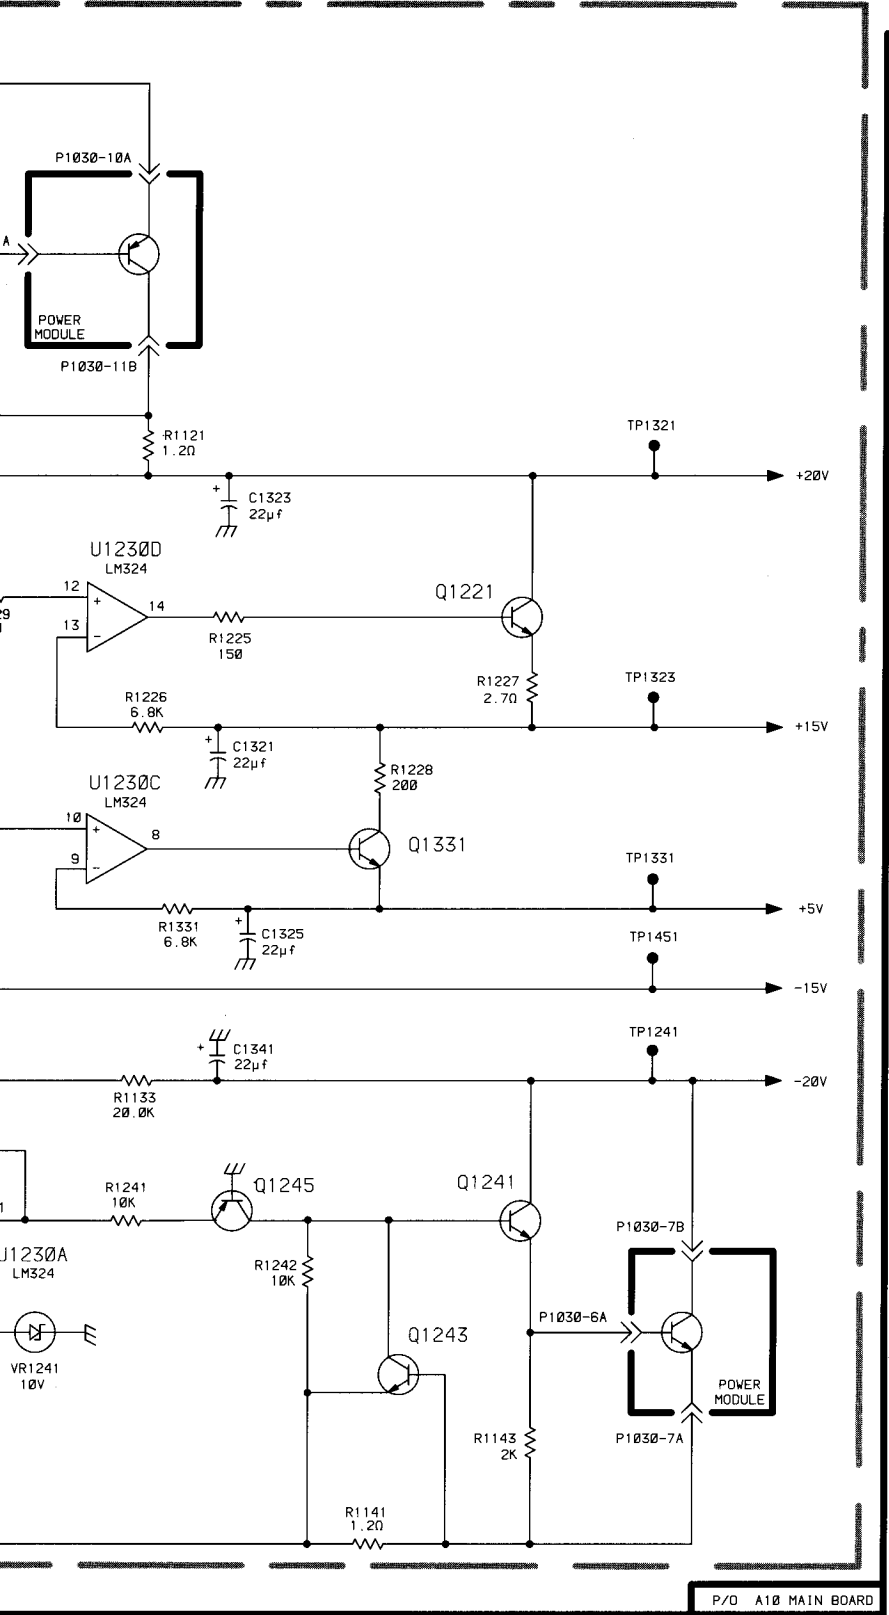 P1030-10A
A
POWER
MODULE
P1030-11B
R1121
1.2Ω
TP1321
+20V
+
C1323
22µf
U1230D
LM324
12
+
14
13
-
29
R1225
150
Q1221
R1227
2.7Ω
TP1323
R1226
6.8K
+15V
+
C1321
22µf
R1228
200
U1230C
LM324
10
+
8
9
-
Q1331
TP1331
+5V
R1331
6.8K
+
C1325
22µf
TP1451
-15V
TP1241
+
C1341
22µf
-20V
R1133
20.0K
R1241
10K
Q1245
Q1241
1
U1230A
LM324
R1242
10K
P1030-7B
P1030-6A
Q1243
VR1241
10V
POWER
MODULE
R1143
2K
P1030-7A
R1141
1.2Ω
P/O A10 MAIN BOARD